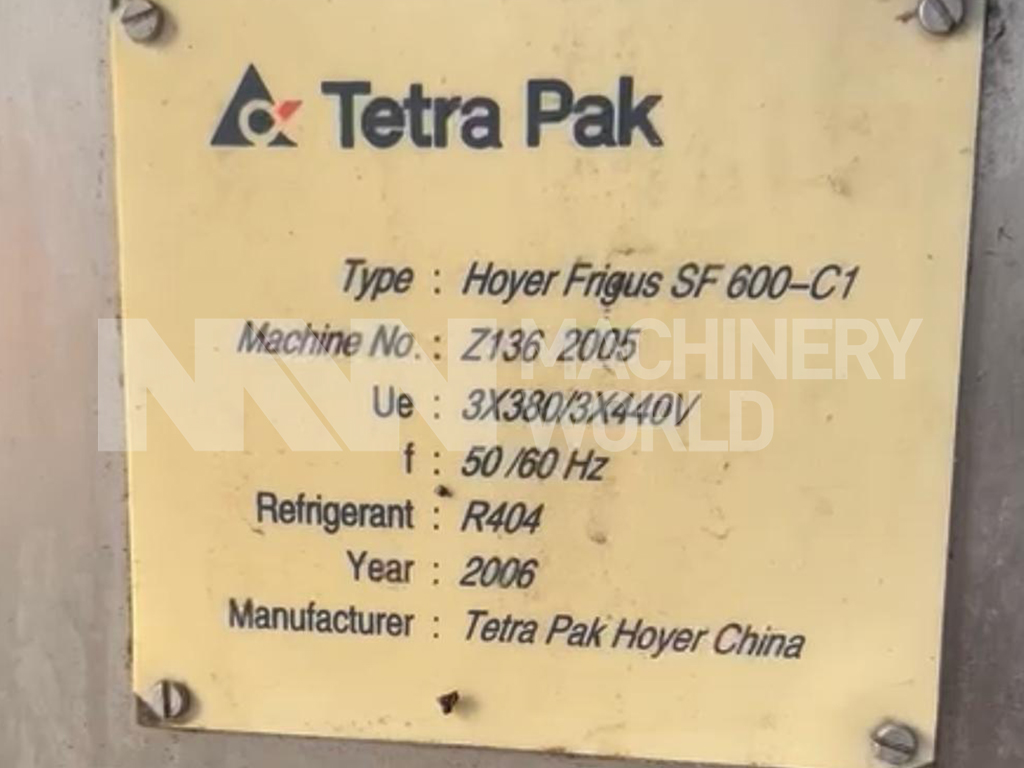 Tetra Pak
Type : Hoyer Frigus SF 600-C1
Machine No. : Z136 2005
Ue : 3X380/3X440V
f : 50/60 Hz
Refrigerant : R404
Year : 2006
Manufacturer : Tetra Pak Hoyer China
MW MACHINERY
WORLD